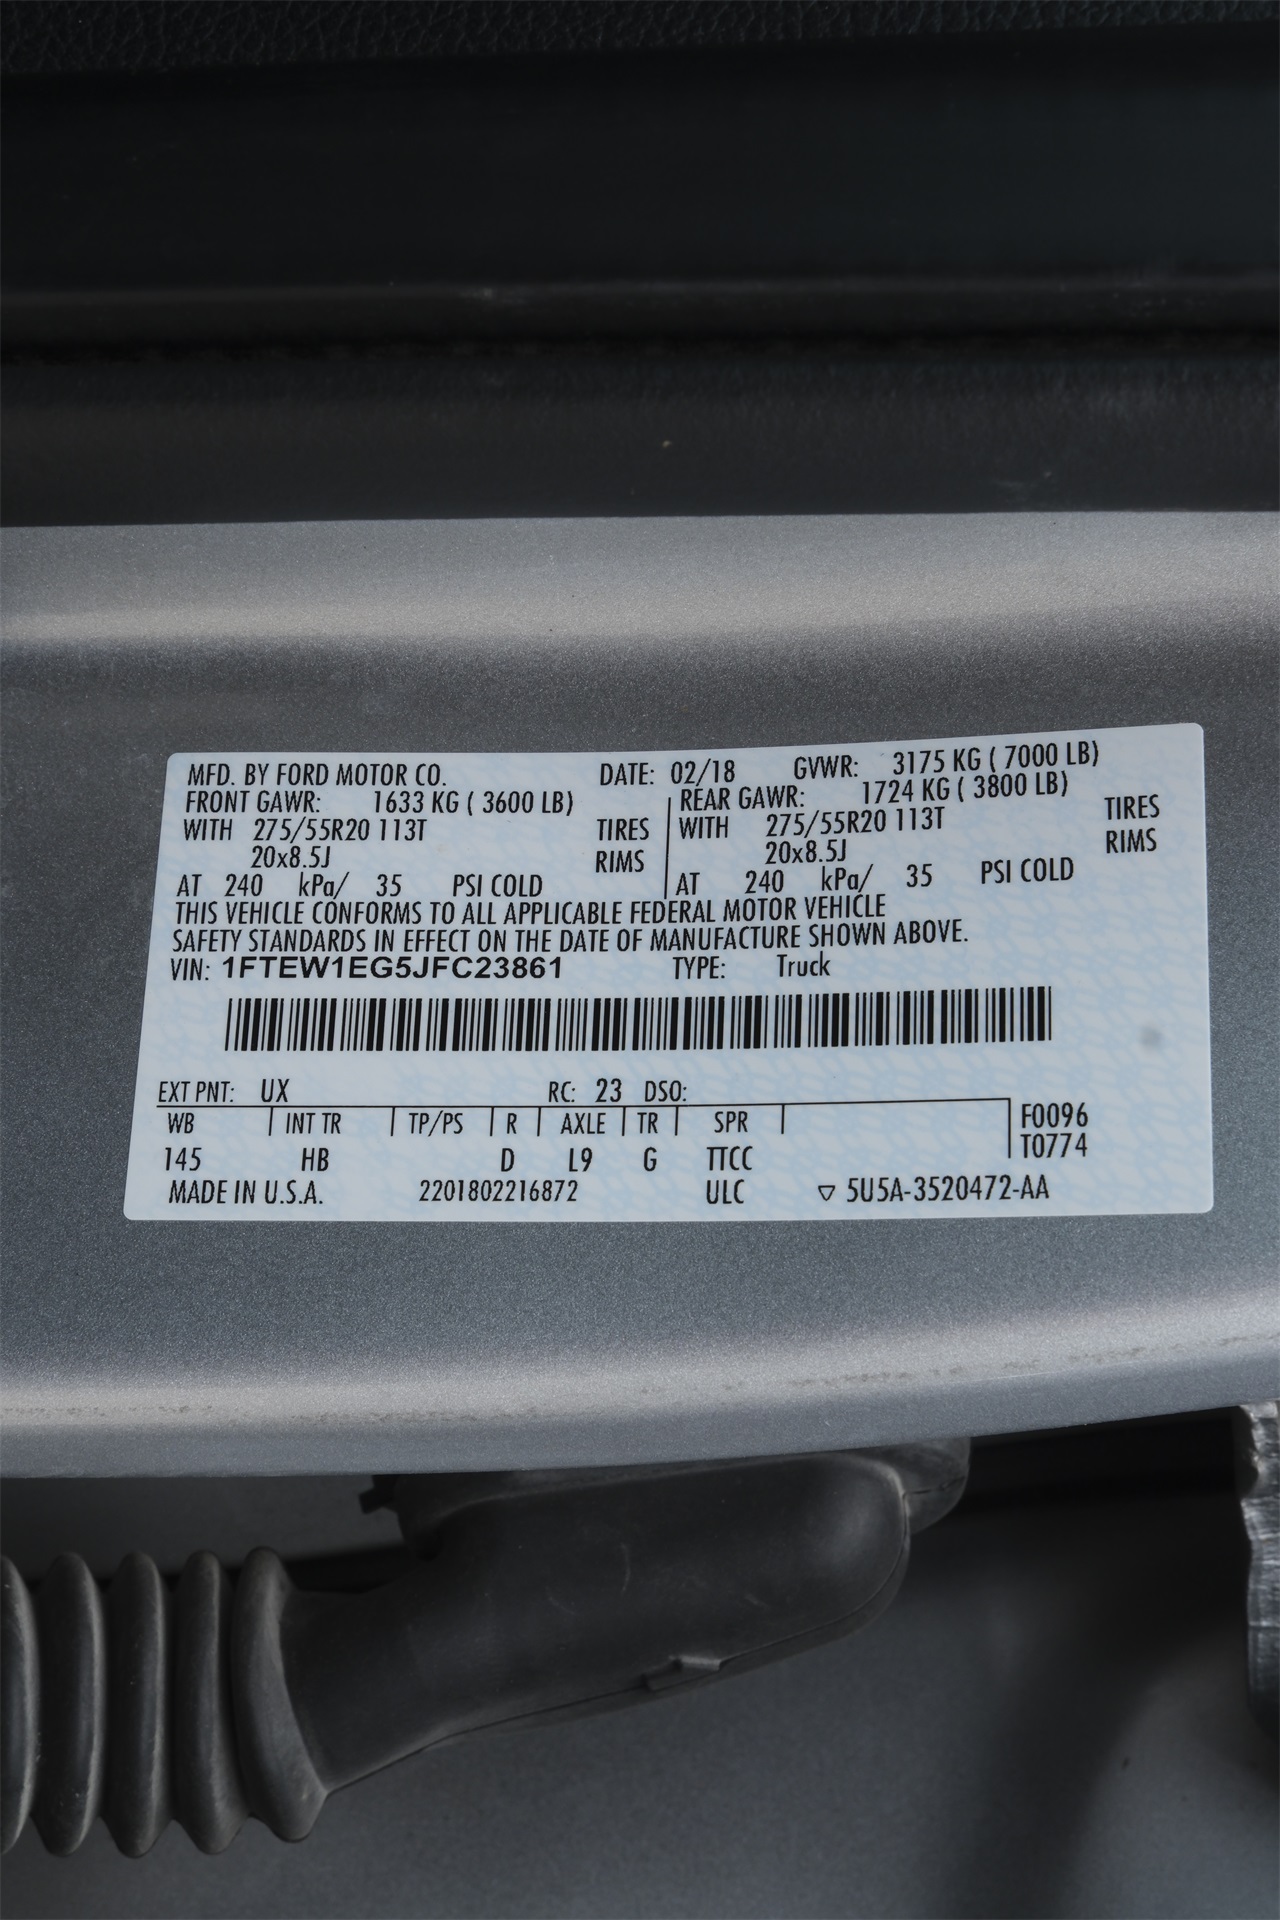 MFD. BY FORD MOTOR CO. DATE: 02/18 GVWR: 3175 KG ( 7000 LB)
FRONT GAWR: 1633 KG ( 3600 LB) REAR GAWR: 1724 KG ( 3800 LB)
WITH 275/55R20 113T TIRES WITH 275/55R20 113T TIRES
20x8.5J RIMS 20x8.5J RIMS
AT 240 kPa/ 35 PSI COLD AT 240 kPa/ 35 PSI COLD
THIS VEHICLE CONFORMS TO ALL APPLICABLE FEDERAL MOTOR VEHICLE
SAFETY STANDARDS IN EFFECT ON THE DATE OF MANUFACTURE SHOWN ABOVE.
VIN: 1FTEW1EG5JFC23861 TYPE: Truck
EXT PNT: UX RC: 23 DSO:
WB INT TR TP/PS R AXLE TR SPR F0096
145 HB D L9 G TTCC T0774
MADE IN U.S.A. 2201802216872 ULC ▽ 5U5A-3520472-AA